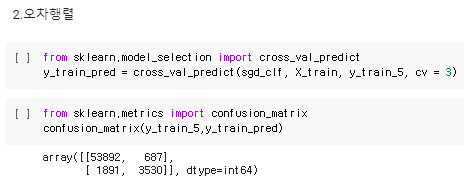 2.오차행렬
[ ] from sklearn.model_selection import cross_val_predict
y_train_pred = cross_val_predict(sgd_clf, X_train, y_train_5, cv = 3)
[ ] from sklearn.metrics import confusion_matrix
confusion_matrix(y_train_5,y_train_pred)
array([[53892,   687],
       [ 1891,  3530]], dtype=int64)